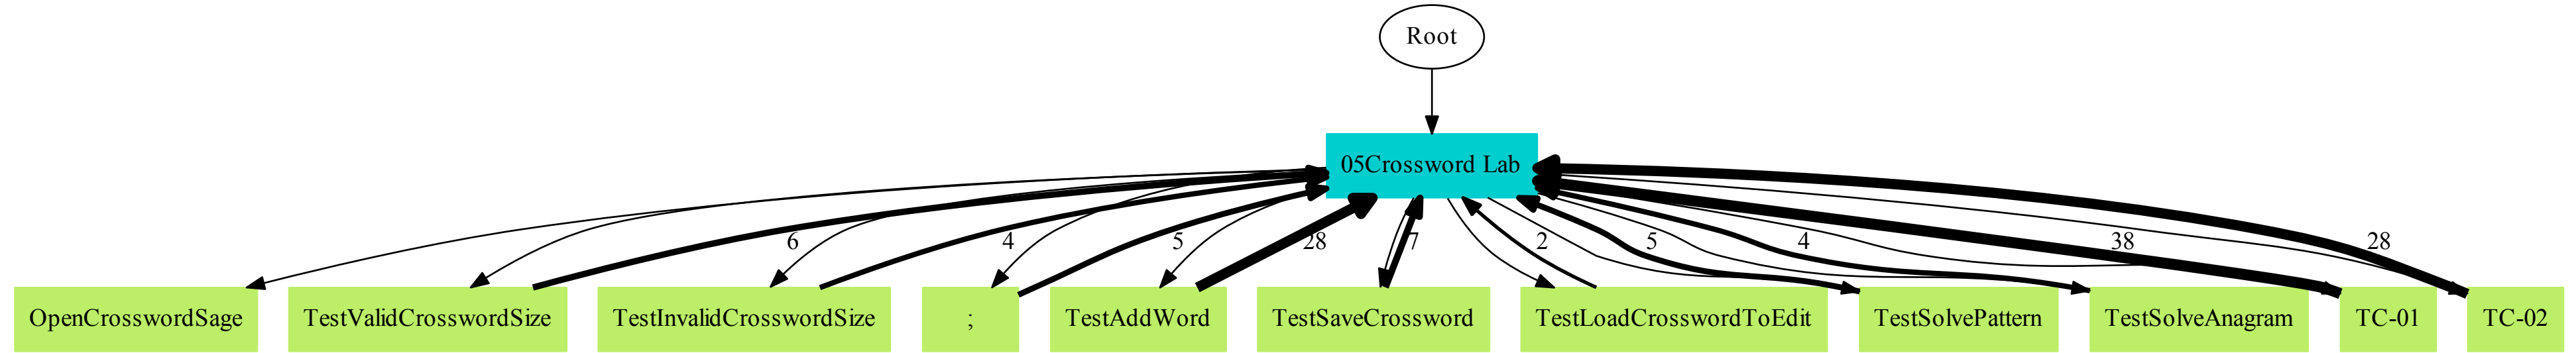 Root
05Crossword Lab
6
4
5
28
7
2
5
4
38
28
OpenCrosswordSage
TestValidCrosswordSize
TestInvalidCrosswordSize
;
TestAddWord
TestSaveCrossword
TestLoadCrosswordToEdit
TestSolvePattern
TestSolveAnagram
TC-01
TC-02